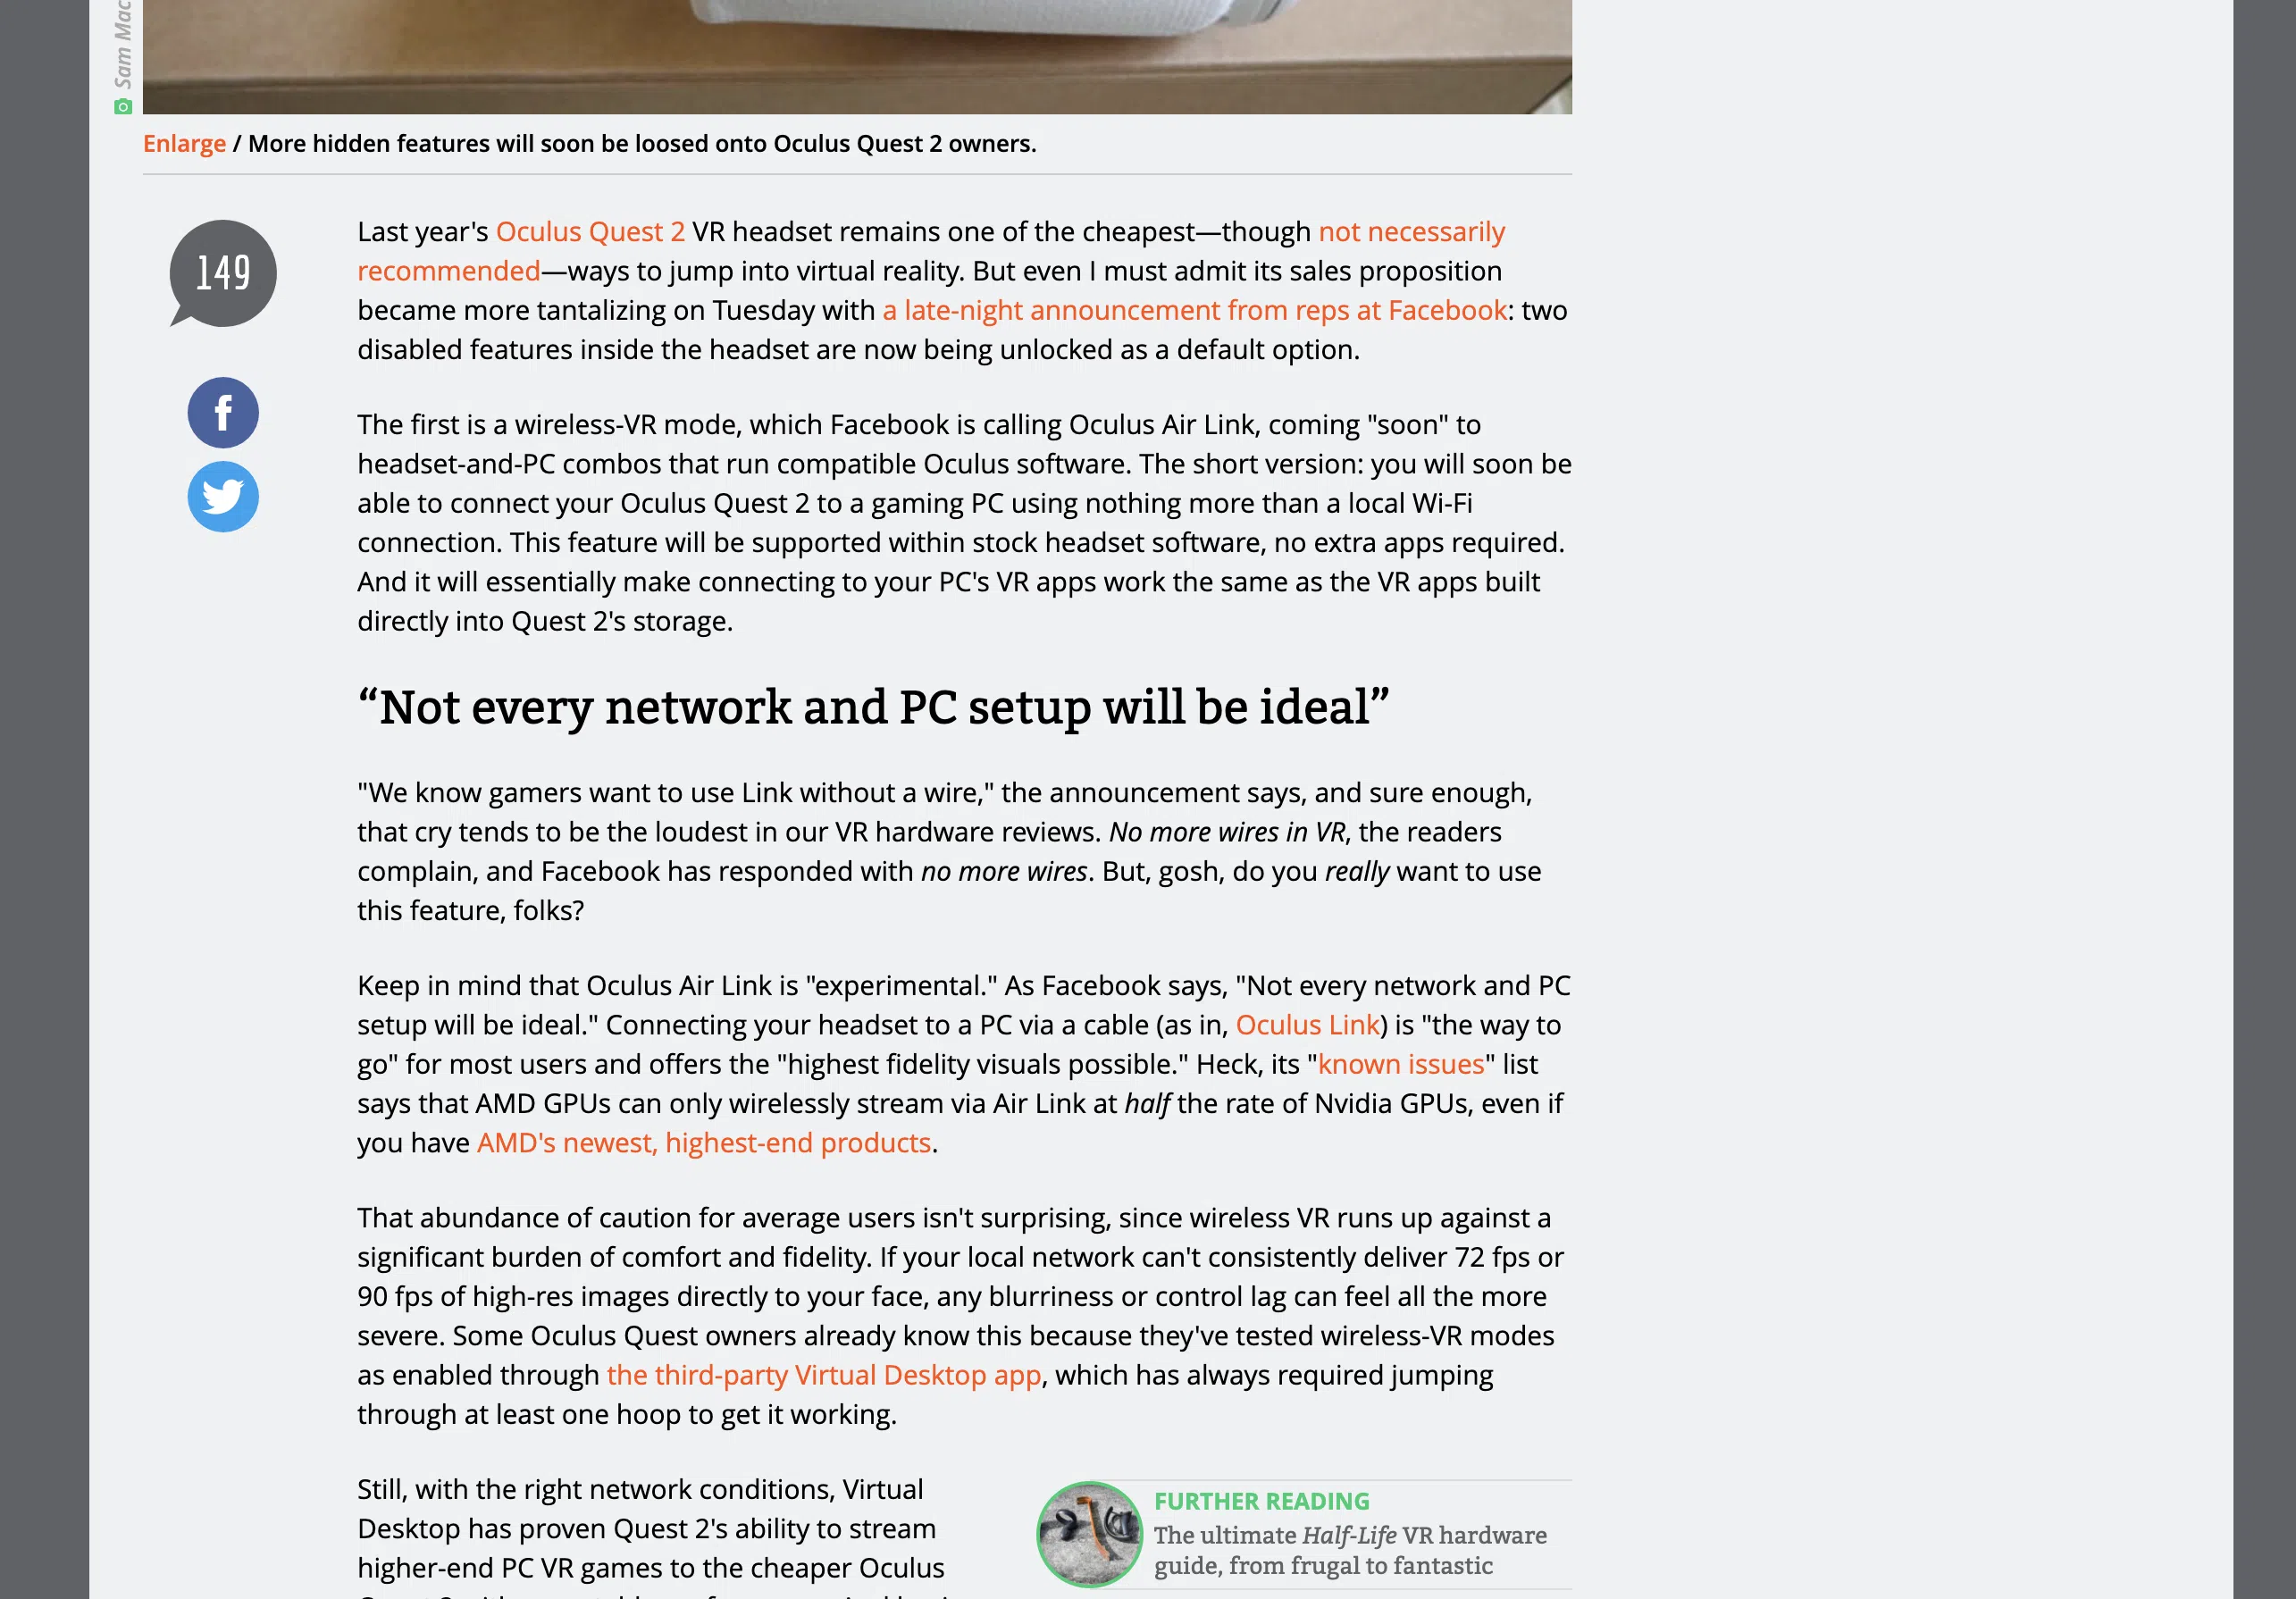 Sam Mac
Enlarge / More hidden features will soon be loosed onto Oculus Quest 2 owners.
149
Last year's Oculus Quest 2 VR headset remains one of the cheapest—though not necessarily
recommended—ways to jump into virtual reality. But even I must admit its sales proposition
became more tantalizing on Tuesday with a late-night announcement from reps at Facebook: two
disabled features inside the headset are now being unlocked as a default option.
The first is a wireless-VR mode, which Facebook is calling Oculus Air Link, coming "soon" to
headset-and-PC combos that run compatible Oculus software. The short version: you will soon be
able to connect your Oculus Quest 2 to a gaming PC using nothing more than a local Wi-Fi
connection. This feature will be supported within stock headset software, no extra apps required.
And it will essentially make connecting to your PC's VR apps work the same as the VR apps built
directly into Quest 2's storage.
“Not every network and PC setup will be ideal”
"We know gamers want to use Link without a wire," the announcement says, and sure enough,
that cry tends to be the loudest in our VR hardware reviews. No more wires in VR, the readers
complain, and Facebook has responded with no more wires. But, gosh, do you really want to use
this feature, folks?
Keep in mind that Oculus Air Link is "experimental." As Facebook says, "Not every network and PC
setup will be ideal." Connecting your headset to a PC via a cable (as in, Oculus Link) is "the way to
go" for most users and offers the "highest fidelity visuals possible." Heck, its "known issues" list
says that AMD GPUs can only wirelessly stream via Air Link at half the rate of Nvidia GPUs, even if
you have AMD's newest, highest-end products.
That abundance of caution for average users isn't surprising, since wireless VR runs up against a
significant burden of comfort and fidelity. If your local network can't consistently deliver 72 fps or
90 fps of high-res images directly to your face, any blurriness or control lag can feel all the more
severe. Some Oculus Quest owners already know this because they've tested wireless-VR modes
as enabled through the third-party Virtual Desktop app, which has always required jumping
through at least one hoop to get it working.
Still, with the right network conditions, Virtual
Desktop has proven Quest 2's ability to stream
higher-end PC VR games to the cheaper Oculus
FURTHER READING
The ultimate Half-Life VR hardware
guide, from frugal to fantastic